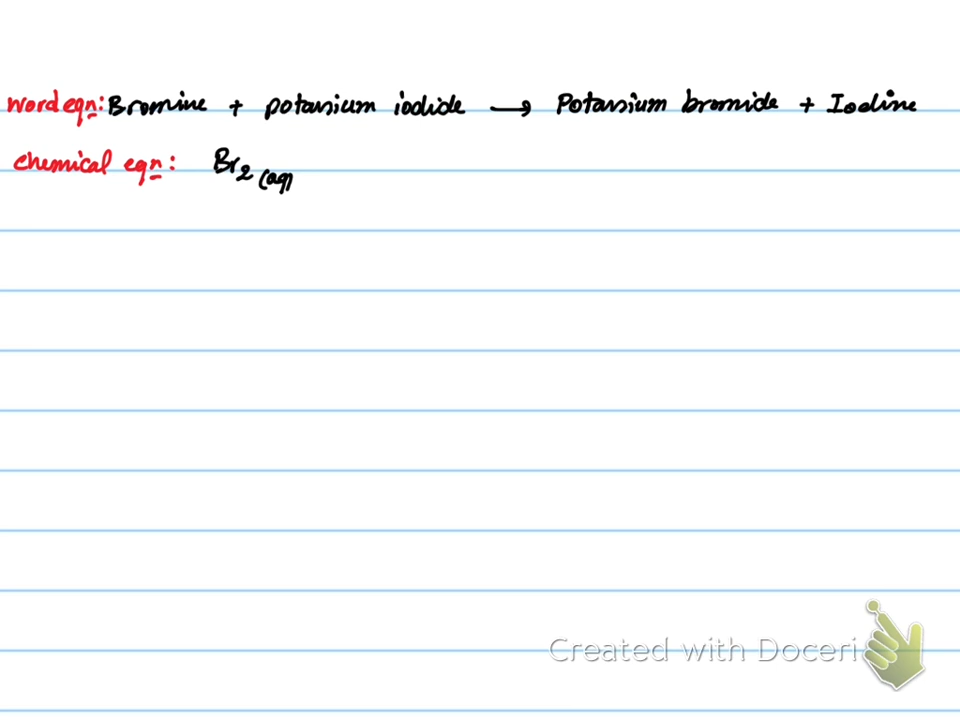 Word eqn: Bromine + potassium iodide → Potassium bromide + Iodine
chemical eqn: Br2 (aq)
Created with Doceri